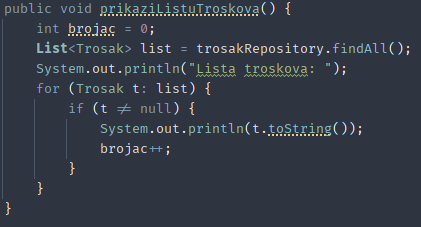 public void prikaziListuTroskova() {
    int brojac = 0;
    List<Trosak> list = trosakRepository.findAll();
    System.out.println("Lista troskova: ");
    for (Trosak t: list) {
        if (t ≠ null) {
            System.out.println(t.toString());
            brojac++;
        }
    }
}